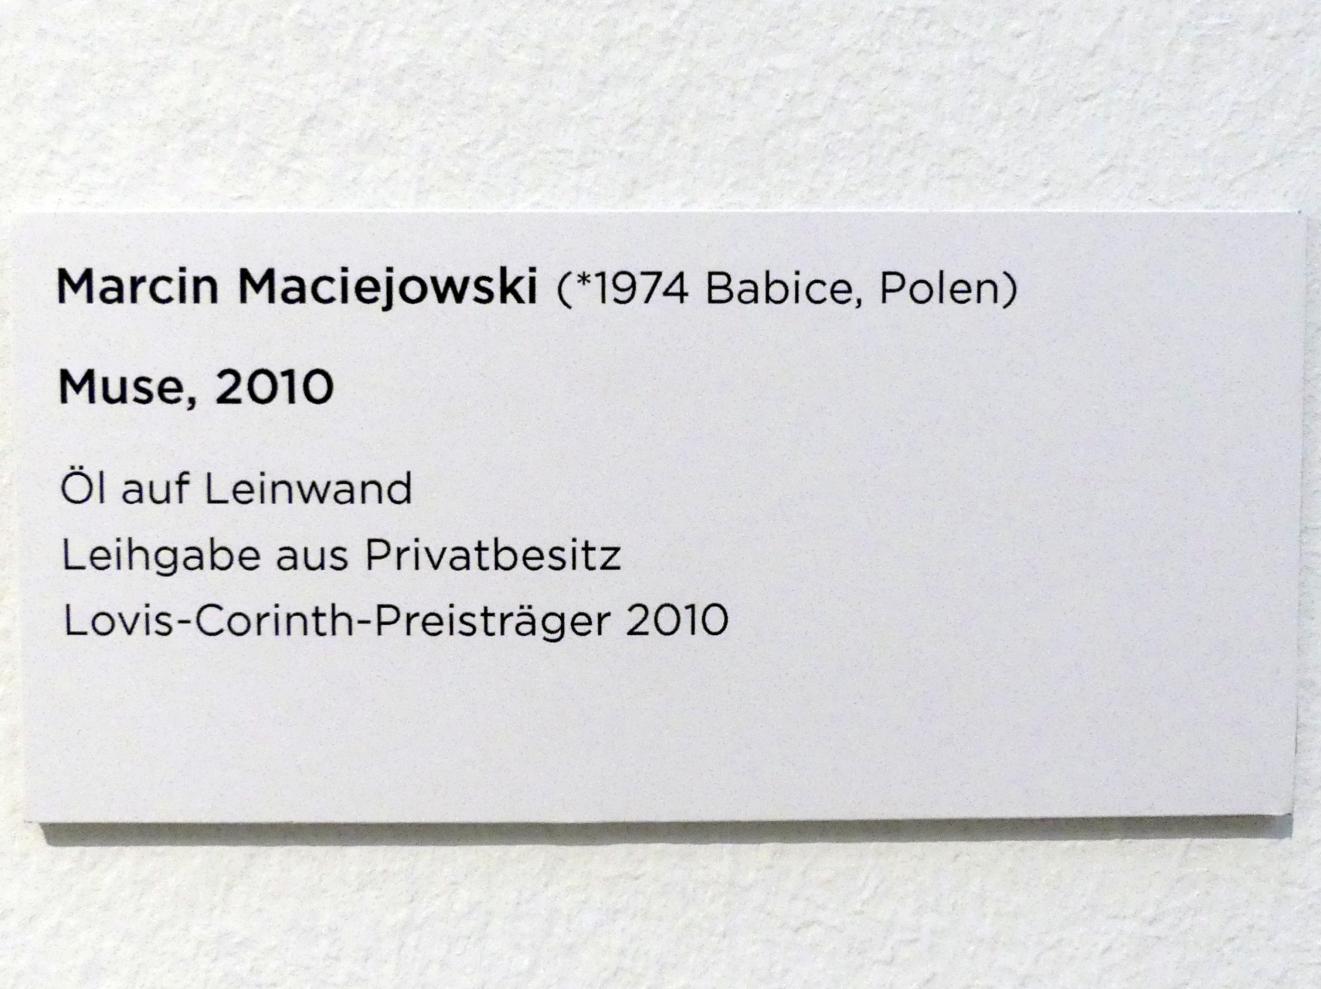 Marcin Maciejowski (*1974 Babice, Polen)
Muse, 2010
Öl auf Leinwand
Leihgabe aus Privatbesitz
Lovis-Corinth-Preisträger 2010